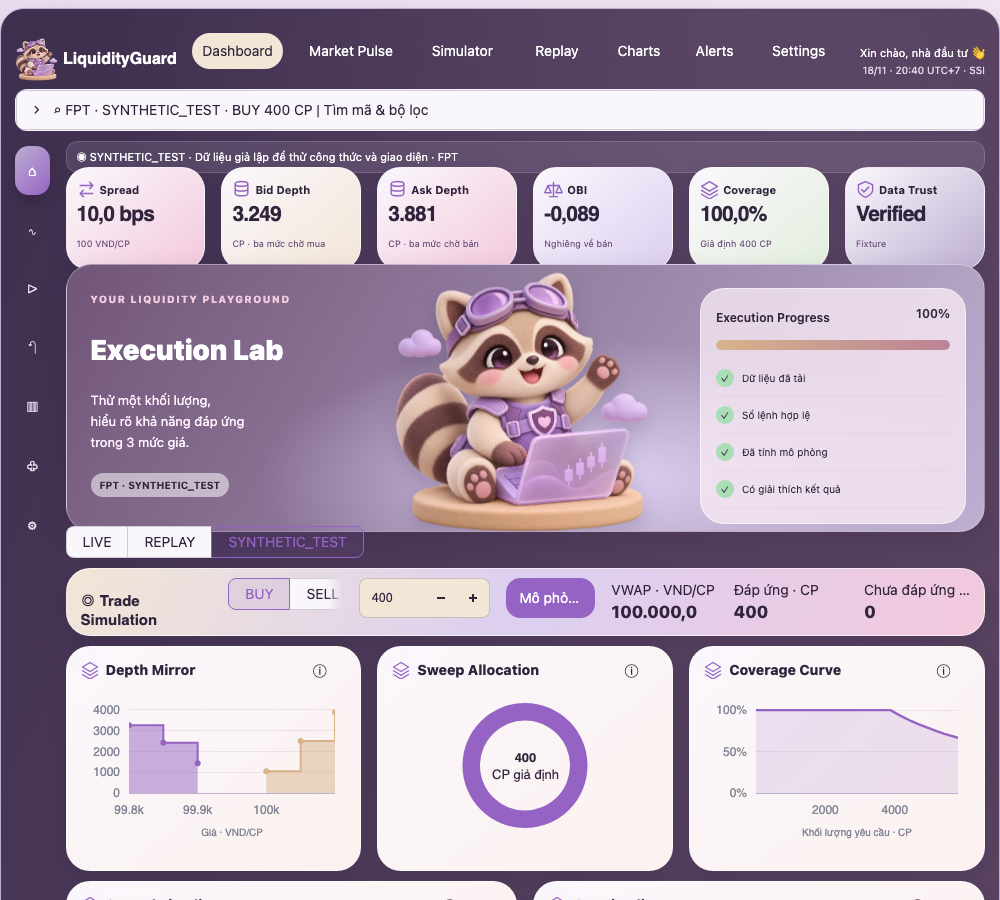 LiquidityGuard
Dashboard
Market Pulse
Simulator
Replay
Charts
Alerts
Settings
Xin chào, nhà đầu tư 👋
18/11 · 20:40 UTC+7 · SSI
FPT · SYNTHETIC_TEST · BUY 400 CP | Tìm mã & bộ lọc
SYNTHETIC_TEST · Dữ liệu giả lập để thử công thức và giao diện · FPT
Spread
10,0 bps
100 VND/CP
Bid Depth
3.249
CP · ba mức chờ mua
Ask Depth
3.881
CP · ba mức chờ bán
OBI
-0,089
Nghiêng về bán
Coverage
100,0%
Giả định 400 CP
Data Trust
Verified
Fixture
YOUR LIQUIDITY PLAYGROUND
Execution Lab
Thử một khối lượng,
hiểu rõ khả năng đáp ứng
trong 3 mức giá.
FPT · SYNTHETIC_TEST
Execution Progress
100%
Dữ liệu đã tải
Sổ lệnh hợp lệ
Đã tính mô phỏng
Có giải thích kết quả
LIVE
REPLAY
SYNTHETIC_TEST
◎ Trade
Simulation
BUY
SELL
400
− +
Mô phỏ...
VWAP · VND/CP
100.000,0
Đáp ứng · CP
400
Chưa đáp ứng ...
0
Depth Mirror
4000
3000
2000
1000
0
99.8k 99.9k 100k
Giá · VND/CP
Sweep Allocation
400
CP giả định
Coverage Curve
100%
50%
0%
2000 4000
Khối lượng yêu cầu · CP